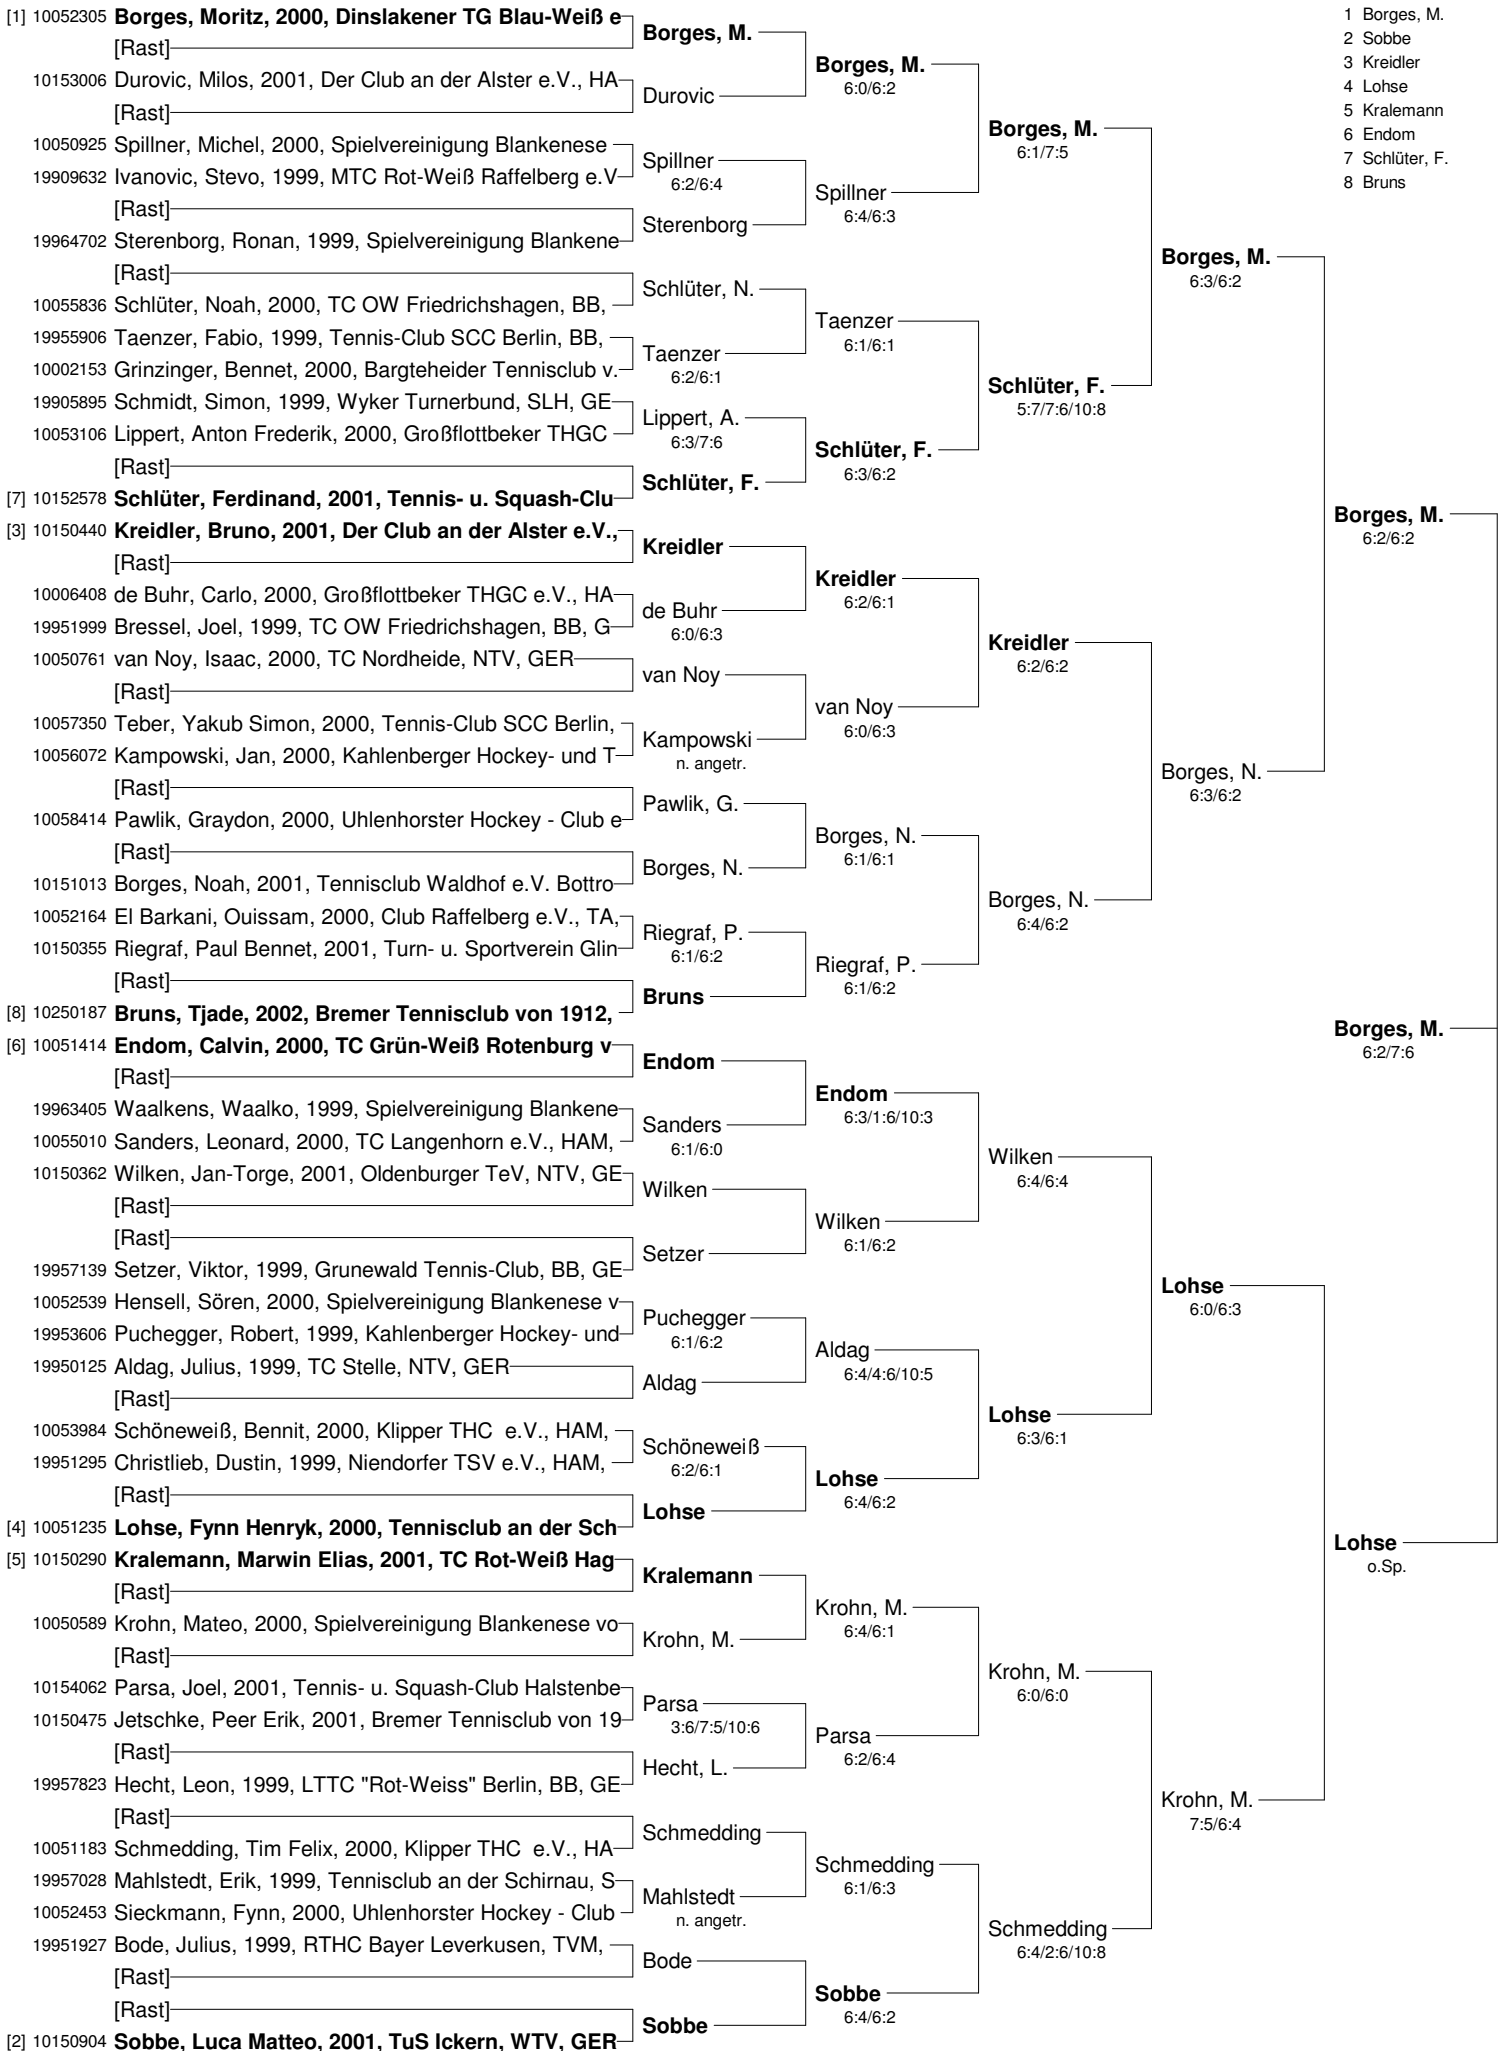 [1] 10052305 Borges, Moritz, 2000, Dinslakener TG Blau-Weiß e
[Rast]
10153006 Durovic, Milos, 2001, Der Club an der Alster e.V., HA
[Rast]
10050925 Spillner, Michel, 2000, Spielvereinigung Blankenese
19909632 Ivanovic, Stevo, 1999, MTC Rot-Weiß Raffelberg e.V
[Rast]
19964702 Sterenborg, Ronan, 1999, Spielvereinigung Blankene
[Rast]
10055836 Schlüter, Noah, 2000, TC OW Friedrichshagen, BB,
19955906 Taenzer, Fabio, 1999, Tennis-Club SCC Berlin, BB,
10002153 Grinzinger, Bennet, 2000, Bargteheider Tennisclub v.
19905895 Schmidt, Simon, 1999, Wyker Turnerbund, SLH, GE
10053106 Lippert, Anton Frederik, 2000, Großflottbeker THGC
[Rast]
[7] 10152578 Schlüter, Ferdinand, 2001, Tennis- u. Squash-Clu
[3] 10150440 Kreidler, Bruno, 2001, Der Club an der Alster e.V.,
[Rast]
10006408 de Buhr, Carlo, 2000, Großflottbeker THGC e.V., HA
19951999 Bressel, Joel, 1999, TC OW Friedrichshagen, BB, G
10050761 van Noy, Isaac, 2000, TC Nordheide, NTV, GER
[Rast]
10057350 Teber, Yakub Simon, 2000, Tennis-Club SCC Berlin,
10056072 Kampowski, Jan, 2000, Kahlenberger Hockey- und T
[Rast]
10058414 Pawlik, Graydon, 2000, Uhlenhorster Hockey - Club e
[Rast]
10151013 Borges, Noah, 2001, Tennisclub Waldhof e.V. Bottro
10052164 El Barkani, Ouissam, 2000, Club Raffelberg e.V., TA,
10150355 Riegraf, Paul Bennet, 2001, Turn- u. Sportverein Glin
[Rast]
[8] 10250187 Bruns, Tjade, 2002, Bremer Tennisclub von 1912,
[6] 10051414 Endom, Calvin, 2000, TC Grün-Weiß Rotenburg v
[Rast]
19963405 Waalkens, Waalko, 1999, Spielvereinigung Blankene
10055010 Sanders, Leonard, 2000, TC Langenhorn e.V., HAM,
10150362 Wilken, Jan-Torge, 2001, Oldenburger TeV, NTV, GE
[Rast]
[Rast]
19957139 Setzer, Viktor, 1999, Grunewald Tennis-Club, BB, GE
10052539 Hensell, Sören, 2000, Spielvereinigung Blankenese v
19953606 Puchegger, Robert, 1999, Kahlenberger Hockey- und
19950125 Aldag, Julius, 1999, TC Stelle, NTV, GER
[Rast]
10053984 Schöneweiß, Bennit, 2000, Klipper THC e.V., HAM,
19951295 Christlieb, Dustin, 1999, Niendorfer TSV e.V., HAM,
[Rast]
[4] 10051235 Lohse, Fynn Henryk, 2000, Tennisclub an der Sch
[5] 10150290 Kralemann, Marwin Elias, 2001, TC Rot-Weiß Hag
[Rast]
10050589 Krohn, Mateo, 2000, Spielvereinigung Blankenese vo
[Rast]
10154062 Parsa, Joel, 2001, Tennis- u. Squash-Club Halstenbe
10150475 Jetschke, Peer Erik, 2001, Bremer Tennisclub von 19
[Rast]
19957823 Hecht, Leon, 1999, LTTC "Rot-Weiss" Berlin, BB, GE
[Rast]
10051183 Schmedding, Tim Felix, 2000, Klipper THC e.V., HA
19957028 Mahlstedt, Erik, 1999, Tennisclub an der Schirnau, S
10052453 Sieckmann, Fynn, 2000, Uhlenhorster Hockey - Club
19951927 Bode, Julius, 1999, RTHC Bayer Leverkusen, TVM,
[Rast]
[Rast]
[2] 10150904 Sobbe, Luca Matteo, 2001, TuS Ickern, WTV, GER
Borges, M.
Durovic
Spillner
6:2/6:4
Sterenborg
Schlüter, N.
Taenzer
6:2/6:1
Lippert, A.
6:3/7:6
Schlüter, F.
Kreidler
de Buhr
6:0/6:3
van Noy
Kampowski
n. angetr.
Pawlik, G.
Borges, N.
Riegraf, P.
6:1/6:2
Bruns
Endom
Sanders
6:1/6:0
Wilken
Setzer
Puchegger
6:1/6:2
Aldag
Schöneweiß
6:2/6:1
Lohse
Kralemann
Krohn, M.
Parsa
3:6/7:5/10:6
Hecht, L.
Schmedding
Mahlstedt
n. angetr.
Bode
Sobbe
Borges, M.
6:0/6:2
Spillner
6:4/6:3
Taenzer
6:1/6:1
Schlüter, F.
6:3/6:2
Kreidler
6:2/6:1
van Noy
6:0/6:3
Borges, N.
6:1/6:1
Riegraf, P.
6:1/6:2
Endom
6:3/1:6/10:3
Wilken
6:1/6:2
Aldag
6:4/4:6/10:5
Lohse
6:4/6:2
Krohn, M.
6:4/6:1
Parsa
6:2/6:4
Schmedding
6:1/6:3
Sobbe
6:4/6:2
Borges, M.
6:1/7:5
Schlüter, F.
5:7/7:6/10:8
Kreidler
6:2/6:2
Borges, N.
6:4/6:2
Wilken
6:4/6:4
Lohse
6:3/6:1
Krohn, M.
6:0/6:0
Schmedding
6:4/2:6/10:8
Borges, M.
6:3/6:2
Borges, N.
6:3/6:2
Lohse
6:0/6:3
Krohn, M.
7:5/6:4
Borges, M.
6:2/6:2
Lohse
o.Sp.
Borges, M.
6:2/7:6
1 Borges, M.
2 Sobbe
3 Kreidler
4 Lohse
5 Kralemann
6 Endom
7 Schlüter, F.
8 Bruns